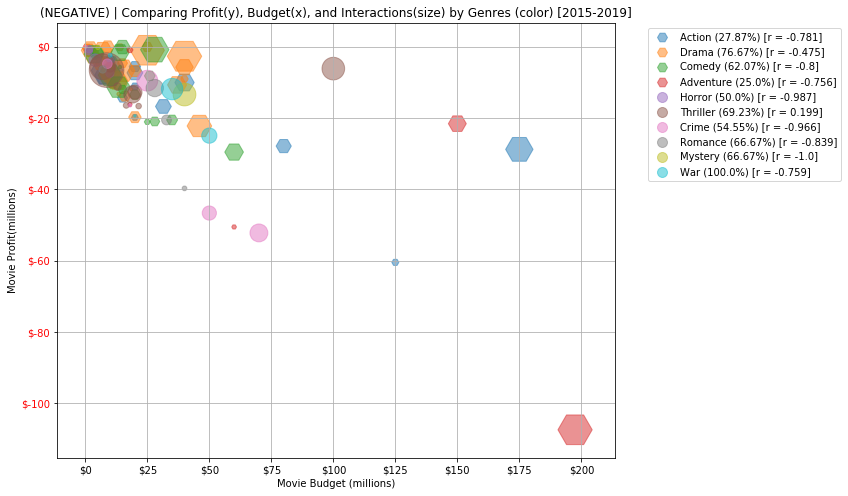 (NEGATIVE) | Comparing Profit(y), Budget(x), and Interactions(size) by Genres (color) [2015-2019]
Action (27.87%) [r = -0.781]
Drama (76.67%) [r = -0.475]
Comedy (62.07%) [r = -0.8]
Adventure (25.0%) [r = -0.756]
Horror (50.0%) [r = -0.987]
Thriller (69.23%) [r = 0.199]
Crime (54.55%) [r = -0.966]
Romance (66.67%) [r = -0.839]
Mystery (66.67%) [r = -1.0]
War (100.0%) [r = -0.759]
Movie Profit(millions)
$0
$-20
$-40
$-60
$-80
$-100
$0 $25 $50 $75 $100 $125 $150 $175 $200
Movie Budget (millions)